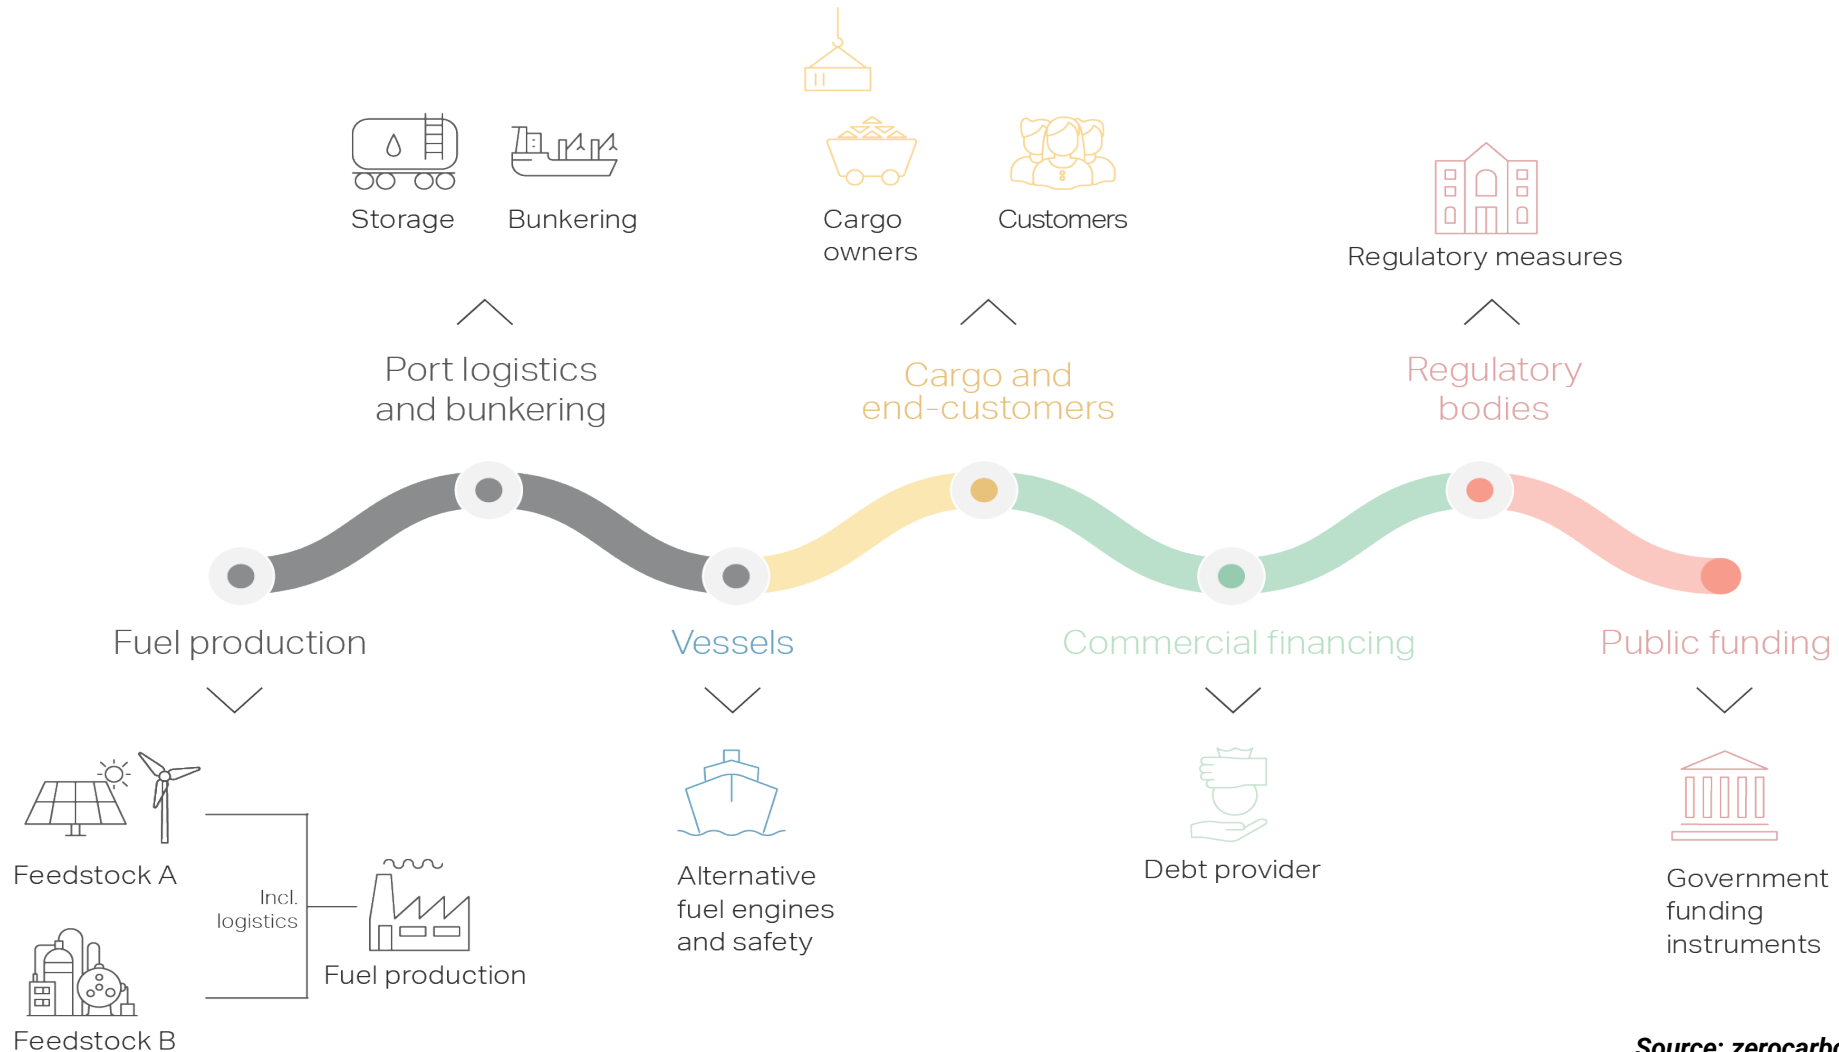 Storage
Bunkering
Cargo
owners
Customers
Regulatory measures
Port logistics
and bunkering
Cargo and
end-customers
Regulatory
bodies
Fuel production
Vessels
Commercial financing
Public funding
Feedstock A
Incl.
logistics
Feedstock B
Fuel production
Alternative
fuel engines
and safety
Debt provider
Government
funding
instruments
Source: